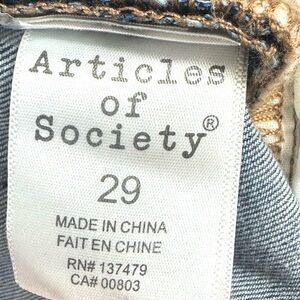 Articles
of
Society®
29
MADE IN CHINA
FAIT EN CHINE
RN# 137479
CA# 00803